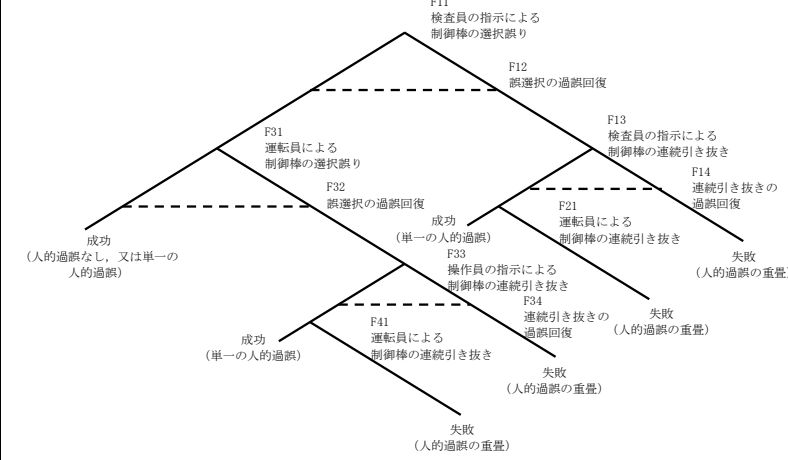 F11
検査員の指示による
制御棒の選択誤り
F12
誤選択の過誤回復
F13
検査員の指示による
制御棒の連続引き抜き
F14
連続引き抜きの
過誤回復
F31
運転員による
制御棒の選択誤り
F32
誤選択の過誤回復
F21
運転員による
制御棒の連続引き抜き
成功
(単一の人的過誤)
成功
(人的過誤なし，又は単一の
人的過誤)
失敗
(人的過誤の重畳)
F33
操作員の指示による
制御棒の連続引き抜き
F34
連続引き抜きの
過誤回復
失敗
(人的過誤の重畳)
F41
運転員による
制御棒の連続引き抜き
成功
(単一の人的過誤)
失敗
(人的過誤の重畳)
失敗
(人的過誤の重畳)